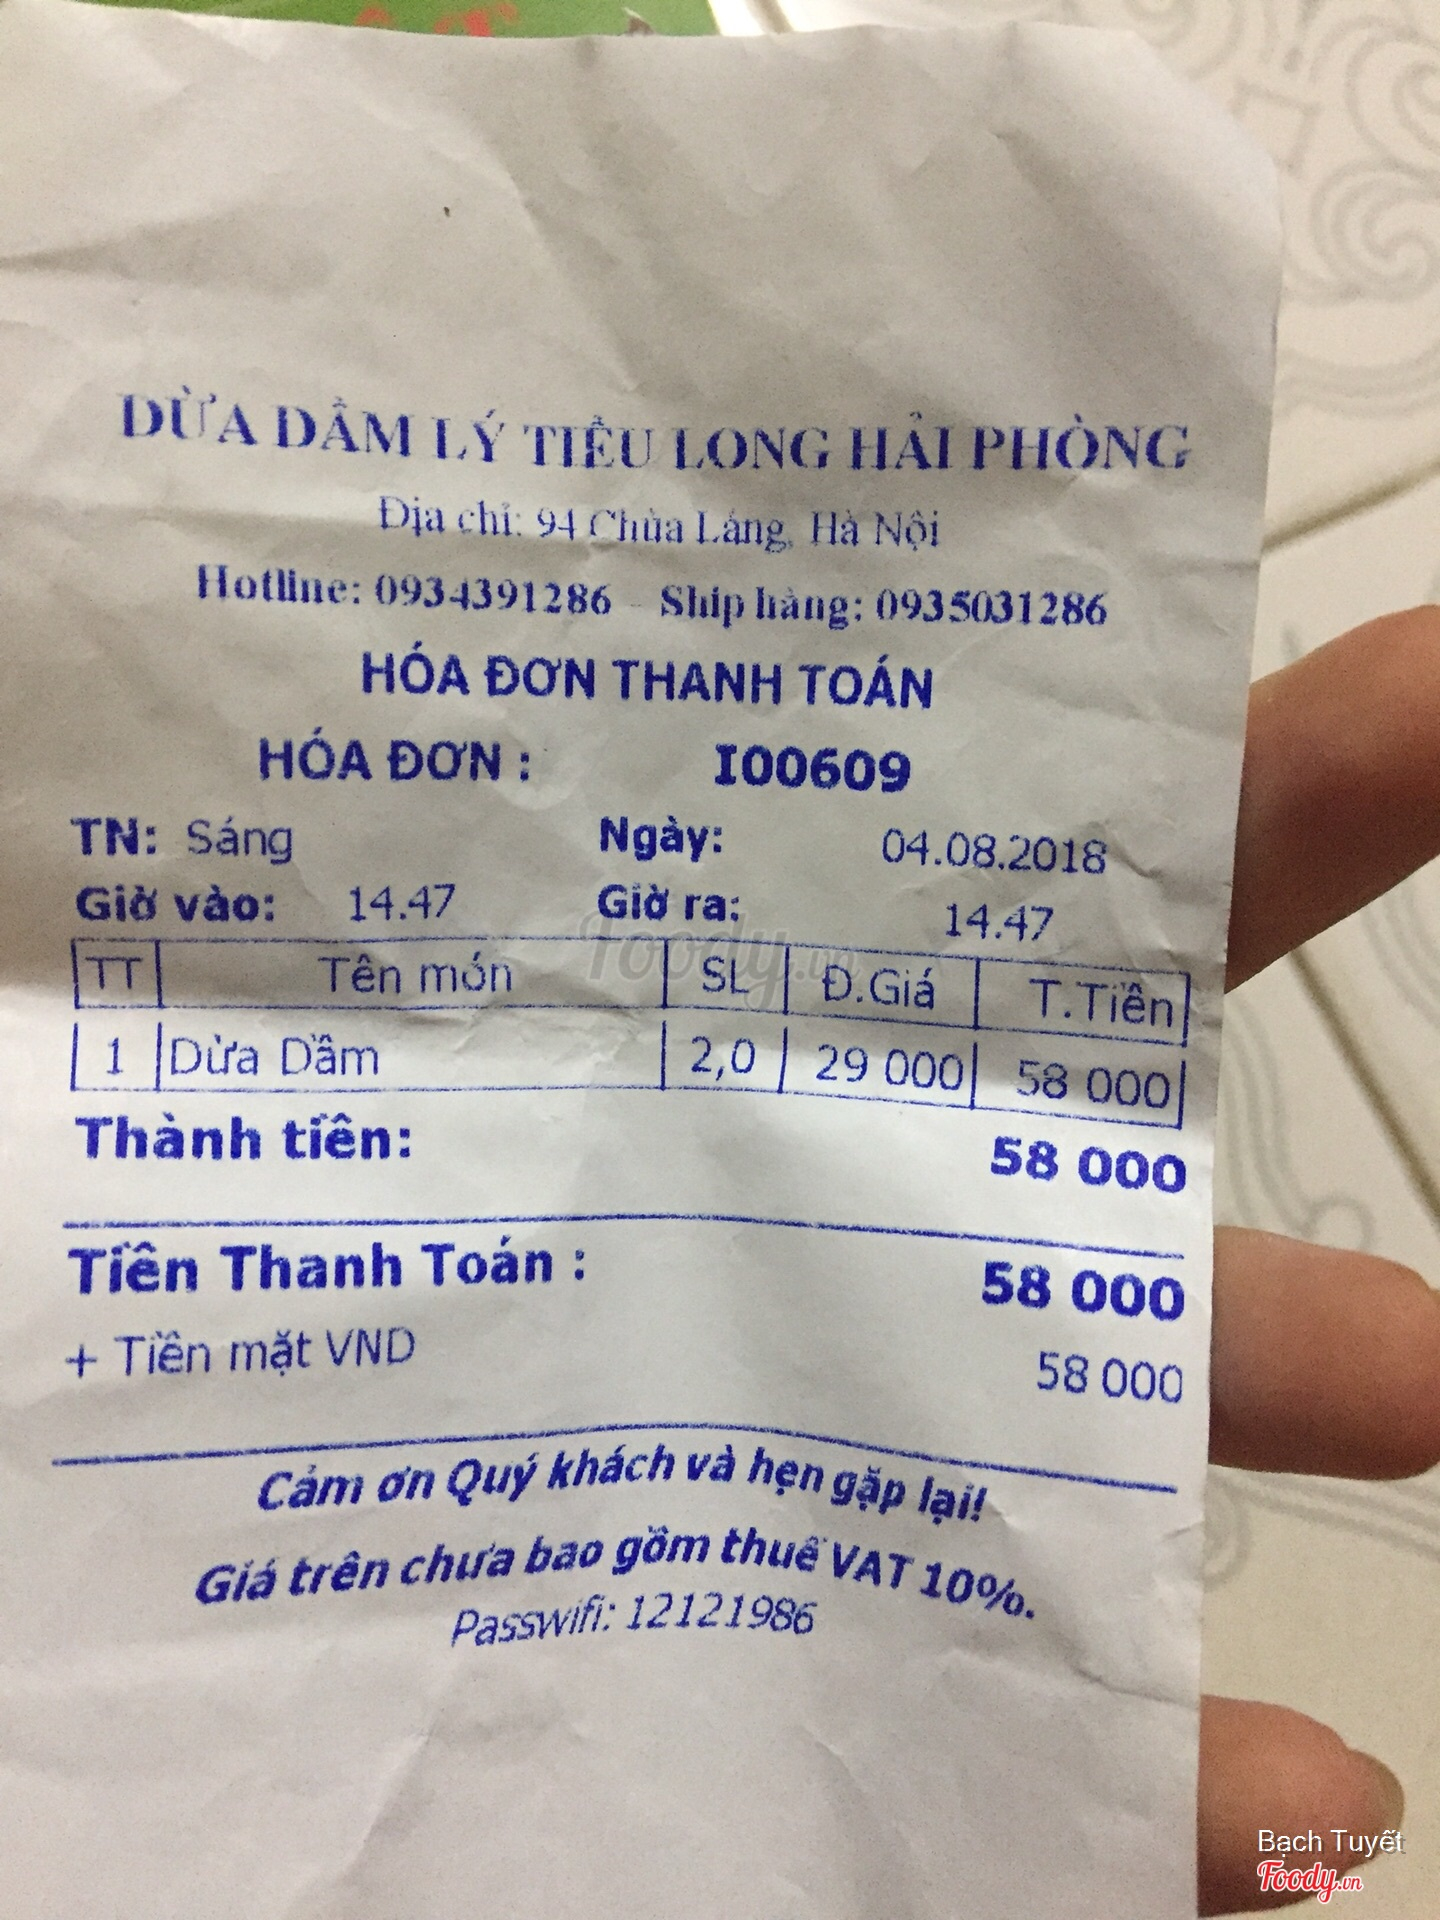 DỪA DẦM LÝ TIỂU LONG HẢI PHÒNG
Địa chỉ: 94 Chùa Láng, Hà Nội
Hotline: 0934391286 - Ship hàng: 0935031286
HÓA ĐƠN THANH TOÁN
HÓA ĐƠN : I00609
TN: Sáng Ngày: 04.08.2018
Giờ vào: 14.47 Giờ ra: 14.47
TT Tên món SL Đ.Giá T.Tiền
1 Dừa Dầm 2,0 29 000 58 000
Thành tiền: 58 000
Tiền Thanh Toán : 58 000
+ Tiền mặt VND 58 000
Cảm ơn Quý khách và hẹn gặp lại!
Giá trên chưa bao gồm thuế VAT 10%.
Passwifi: 12121986
Foody.vn
Bạch Tuyết
Foody.vn